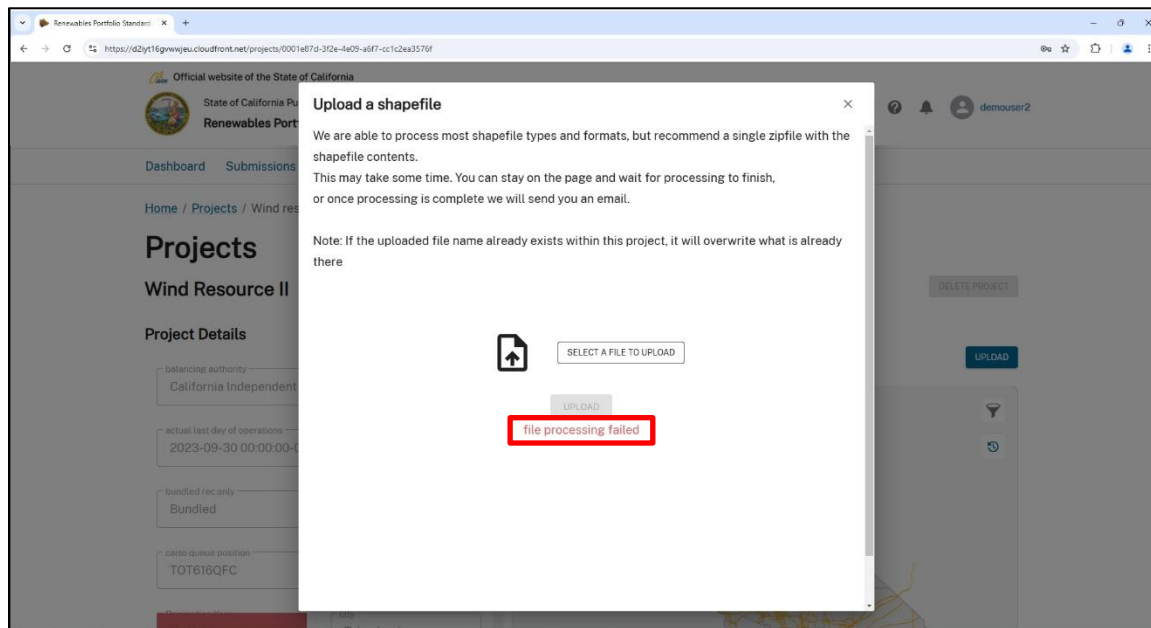 Renewables Portfolio Standard
https://d2iyt16gvwwjeu.cloudfront.net/projects/0001e87d-3f2e-4e09-a6f7-cc1c2ea3576f
Official website of the State of California
State of California Pu
Renewables Port
demouser2
Dashboard Submissions
Home / Projects / Wind res
Projects
Wind Resource II
DELETE PROJECT
Project Details
UPLOAD
balancing authority
California Independent
actual last day of operations
2023-09-30 00:00:00-0
bundled rec only
Bundled
caiso queue position
TOT616QFC
city
Upload a shapefile
We are able to process most shapefile types and formats, but recommend a single zipfile with the
shapefile contents.
This may take some time. You can stay on the page and wait for processing to finish,
or once processing is complete we will send you an email.
Note: If the uploaded file name already exists within this project, it will overwrite what is already
there
SELECT A FILE TO UPLOAD
UPLOAD
file processing failed